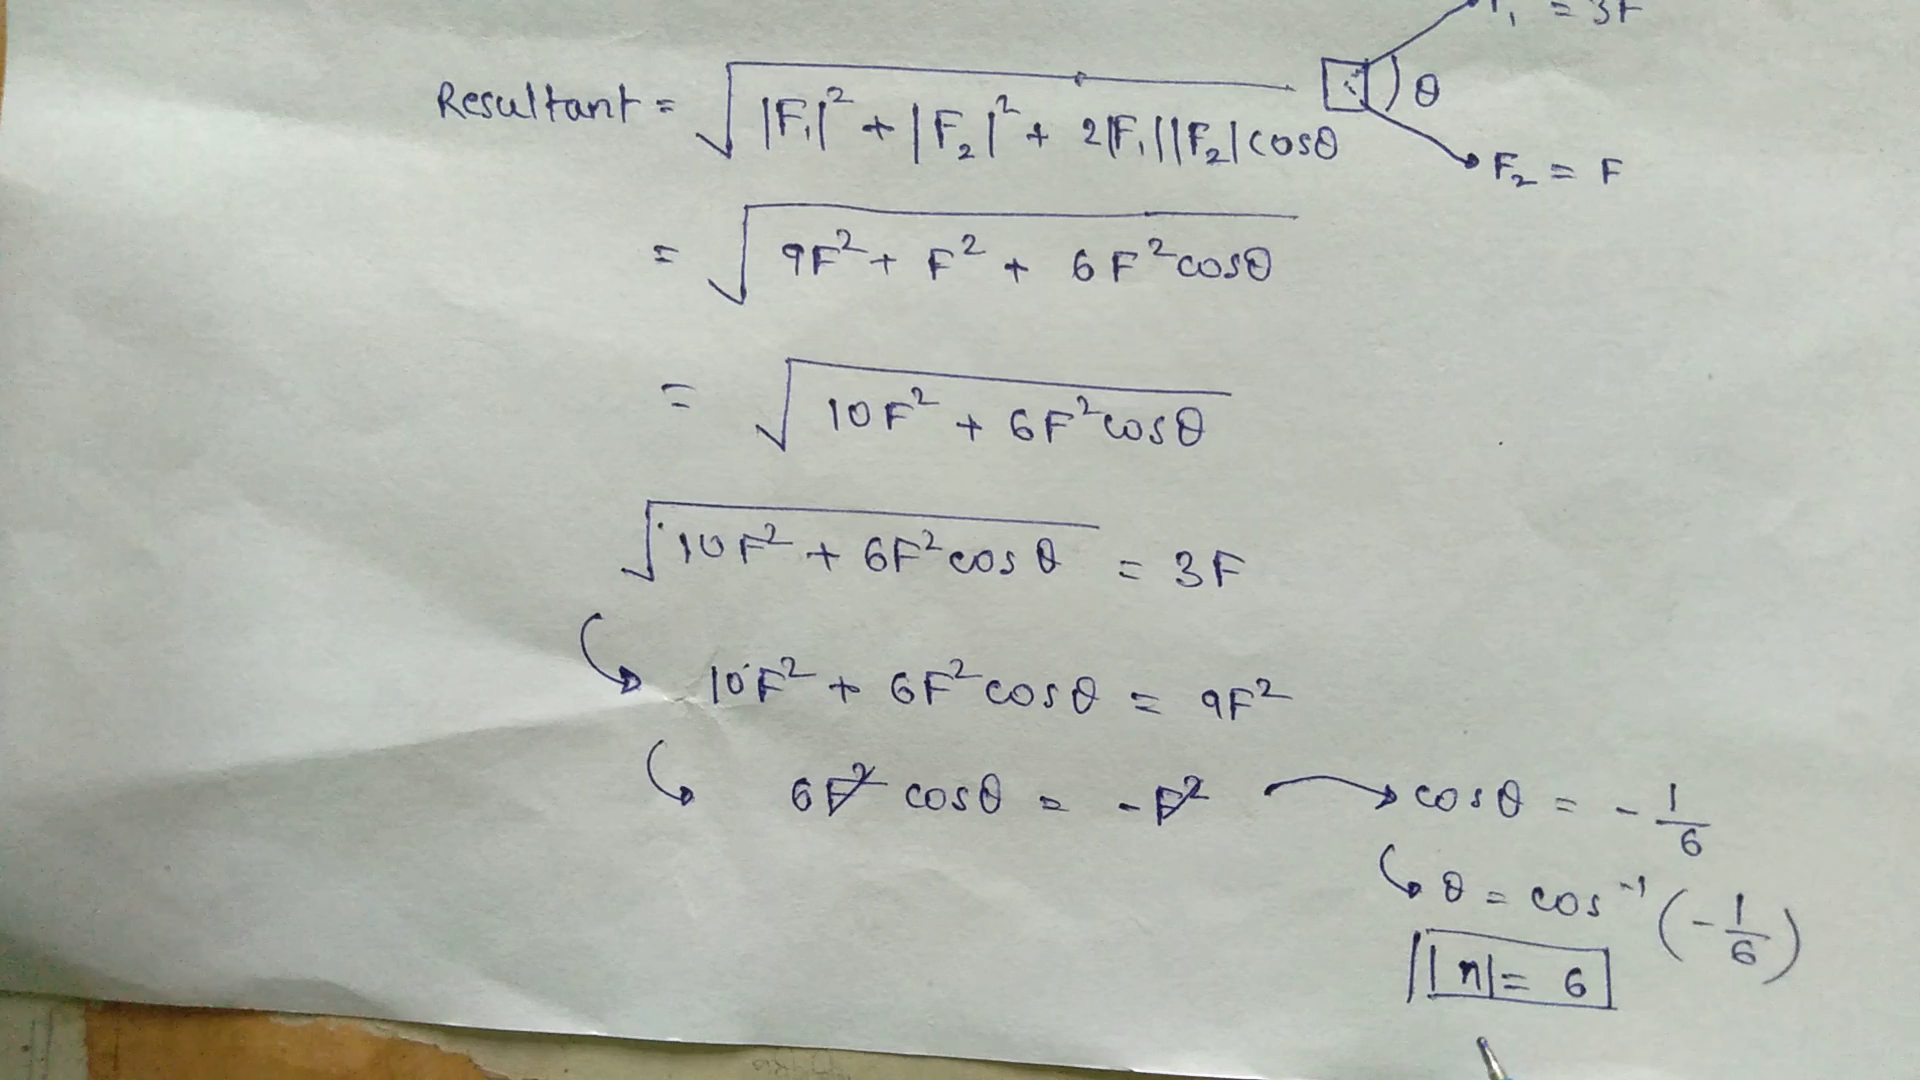 F₁ = 3F
Resultant = √|F₁|² + |F₂|² + 2|F₁||F₂|cosθ
θ
F₂ = F
= √9F² + F² + 6F²cosθ
= √10F² + 6F²cosθ
√10F² + 6F²cosθ = 3F
10F² + 6F²cosθ = 9F²
6F² cosθ = -F² → cosθ = -1/6
θ = cos⁻¹(-1/6)
|n| = 6